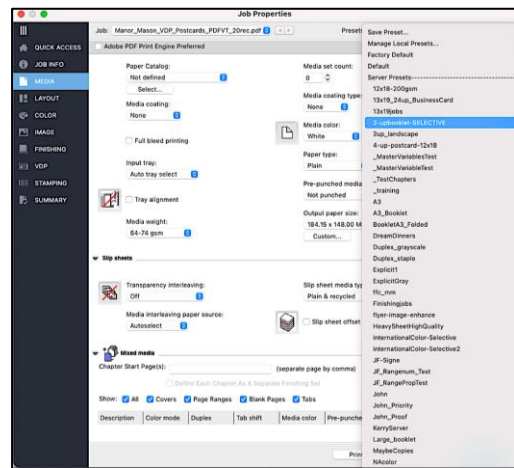 Job Properties
Job: Manor_Mason_VDP_Postcards_PDFVT_20rec.pdf
Presets
Adobe PDF Print Engine Preferred
QUICK ACCESS
JOB INFO
MEDIA
LAYOUT
COLOR
IMAGE
FINISHING
VDP
STAMPING
SUMMARY
Paper Catalog:
Not defined
Select...
Media coating:
None
Full bleed printing
Input tray:
Auto tray select
Tray alignment
Media weight:
64-74 gsm
Media set count:
0
Media coating type:
None
Media color:
White
Paper type:
Plain
Pre-punched media
Not punched
Output paper size:
184.15 x 148.00 M
Custom...
Slip sheets
Transparency interleaving:
Off
Media interleaving paper source:
Autoselect
Slip sheet media typ
Plain & recycled
Slip sheet offset
Mixed media
Chapter Start Page(s):
(separate page by comma)
Define Each Chapter As A Separate Finishing Set
Show: All Covers Page Ranges Blank Pages Tabs
Description Color mode Duplex Tab shift Media color Pre-punche
Print
Save Preset...
Manage Local Presets...
Factory Default
Default
Server Presets
12x18-200gsm
13x19_24up_BusinessCard
13x19jobs
2-upbooklet-SELECTIVE
2up_landscape
4-up-postcard-12x18
_MasterVariablesTest
_MasterVariableTest
_TestChapters
_training
A3
A3_Booklet
BookletA3_Folded
DreamDinners
Duplex_grayscale
Duplex_staple
Explicit1
ExplicitGray
ffc_mm
Finishingjobs
flyer-image-enhance
HeavySheetHighQuality
InternationalColor-Selective
InternationalColor-Selective2
JF-Signe
JF_Rangenum_Test
JF_RangePropTest
John
John_Priority
John_Proof
KerryServer
Large_booklet
MaybeCopies
NAcolor